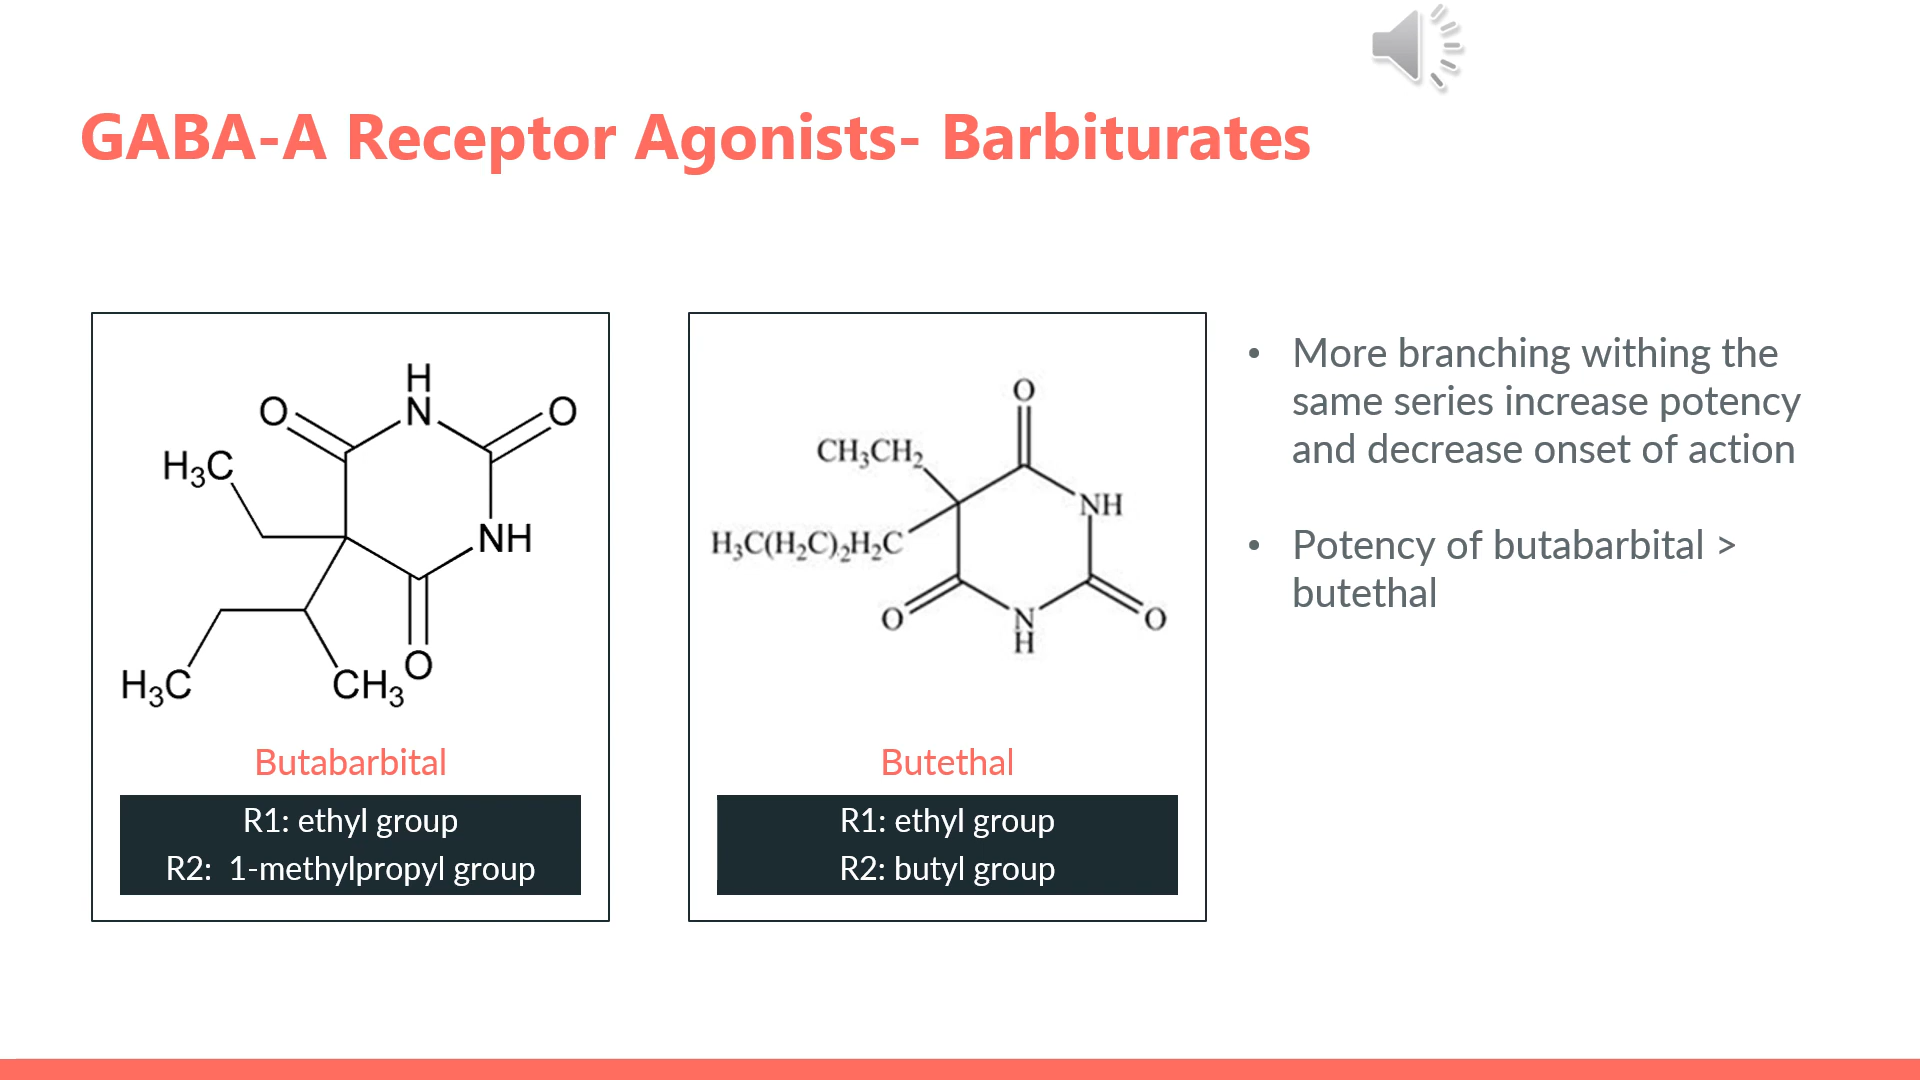 GABA-A Receptor Agonists- Barbiturates
H
N
O
O
H₃C
NH
O
H₃C
CH₃
Butabarbital
R1: ethyl group
R2: 1-methylpropyl group
O
CH₃CH₂
NH
H₃C(H₂C)₂H₂C
O
N
H
O
Butethal
R1: ethyl group
R2: butyl group
• More branching withing the
same series increase potency
and decrease onset of action
• Potency of butabarbital >
butethal